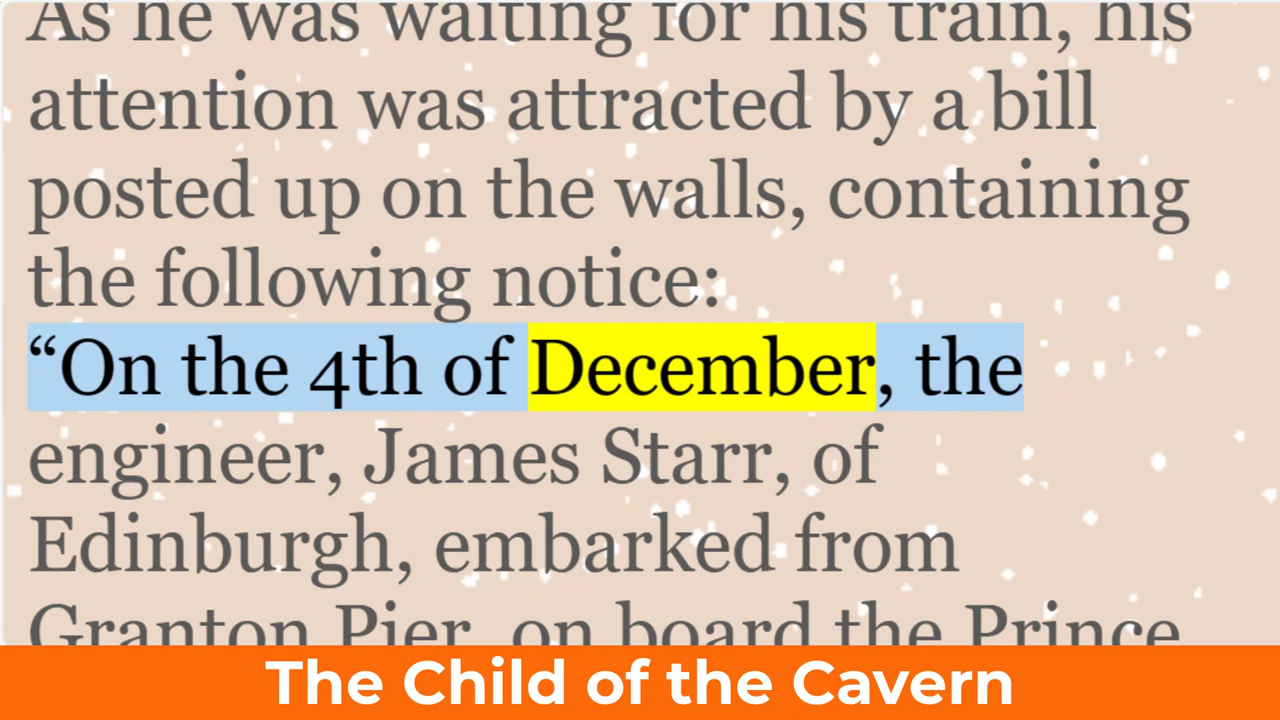 As he was waiting for his train, his
attention was attracted by a bill
posted up on the walls, containing
the following notice:
“On the 4th of December, the
engineer, James Starr, of
Edinburgh, embarked from
Granton Pier, on board the Prince
The Child of the Cavern